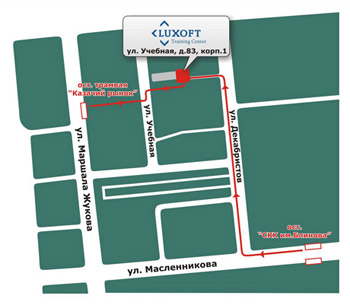 LUXOFT
Training Center
ул. Учебная, д.83, корп.1
ост. трамвая
"Казачий рынок"
ул. Маршала Жукова
ул. Учебная
ул. Декабристов
ост.
"СКК им.Блинова"
ул. Масленникова